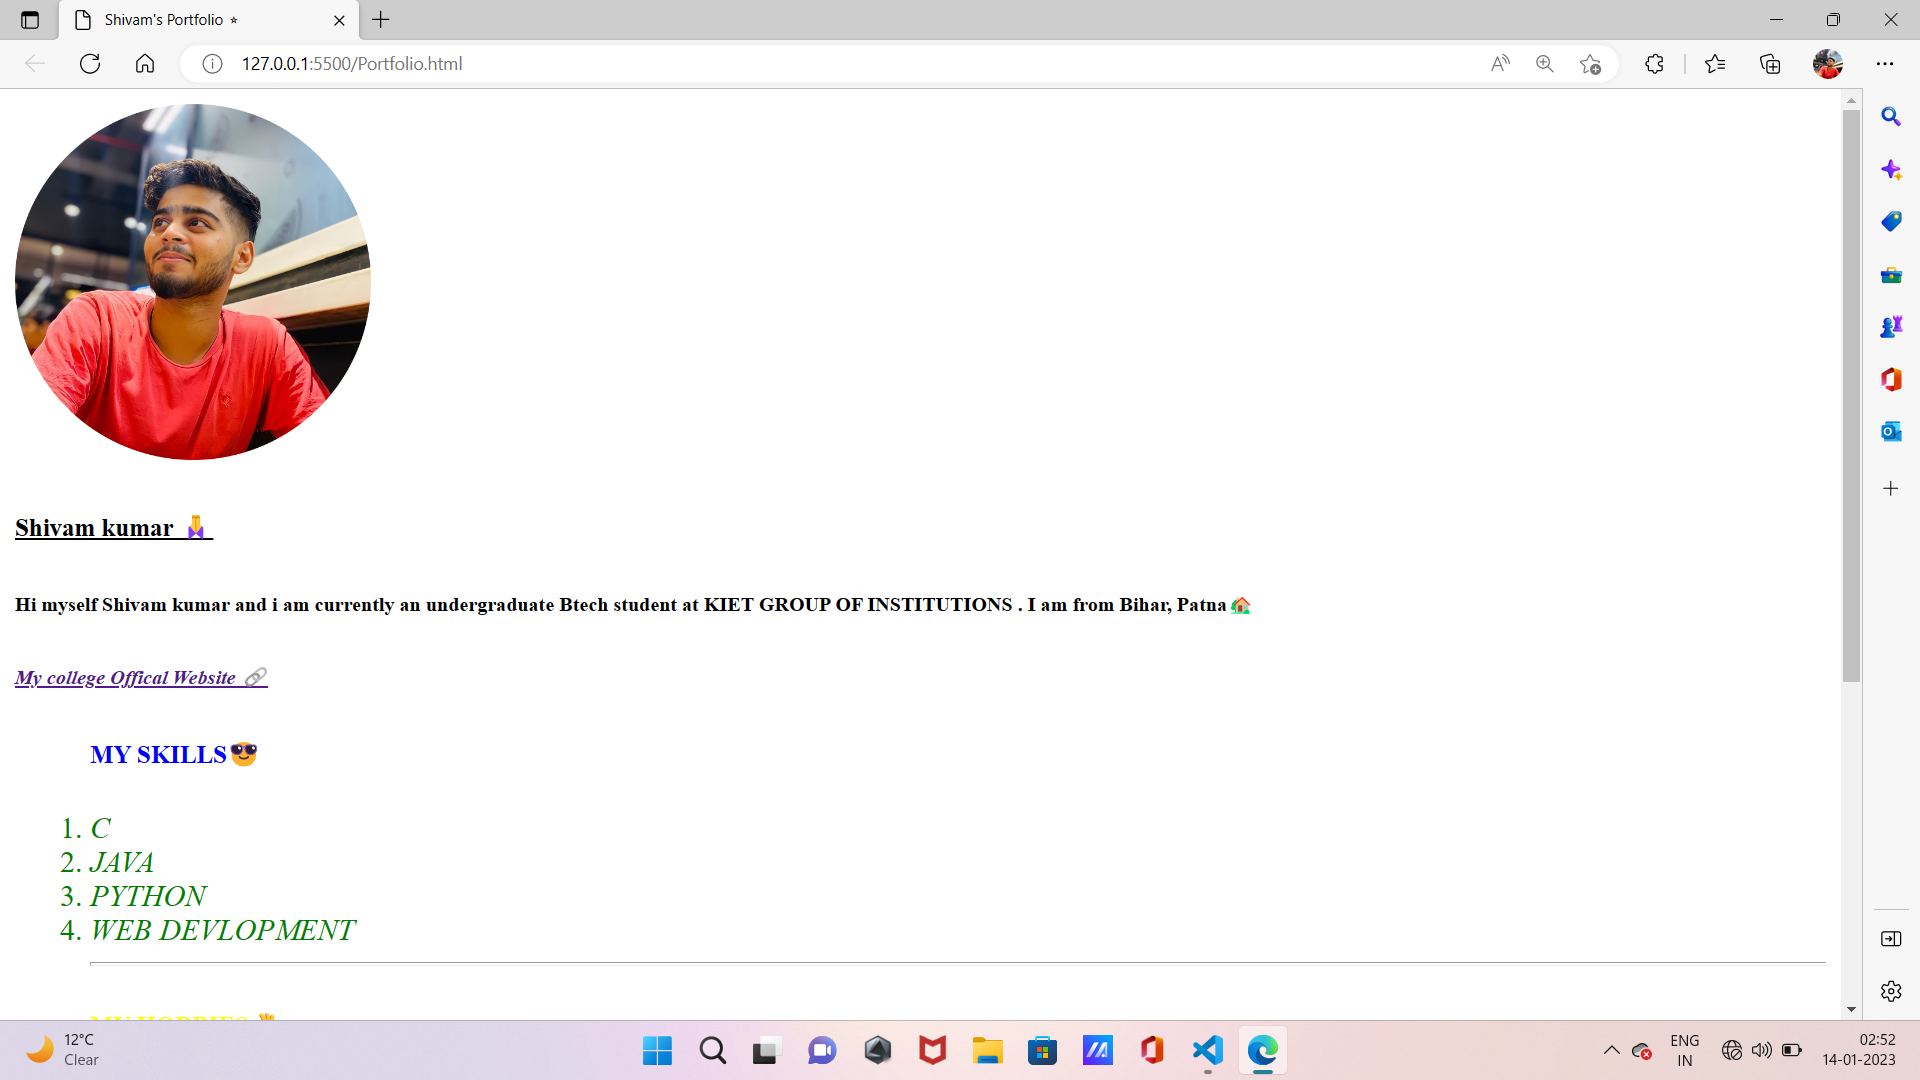 Shivam's Portfolio ⭐
127.0.0.1:5500/Portfolio.html
Shivam kumar 🙏
Hi myself Shivam kumar and i am currently an undergraduate Btech student at KIET GROUP OF INSTITUTIONS . I am from Bihar, Patna🏡
My college Offical Website 🔗
MY SKILLS😎
1. C
2. JAVA
3. PYTHON
4. WEB DEVLOPMENT
MY HOBBIES
12°C
Clear
ENG
IN
02:52
14-01-2023